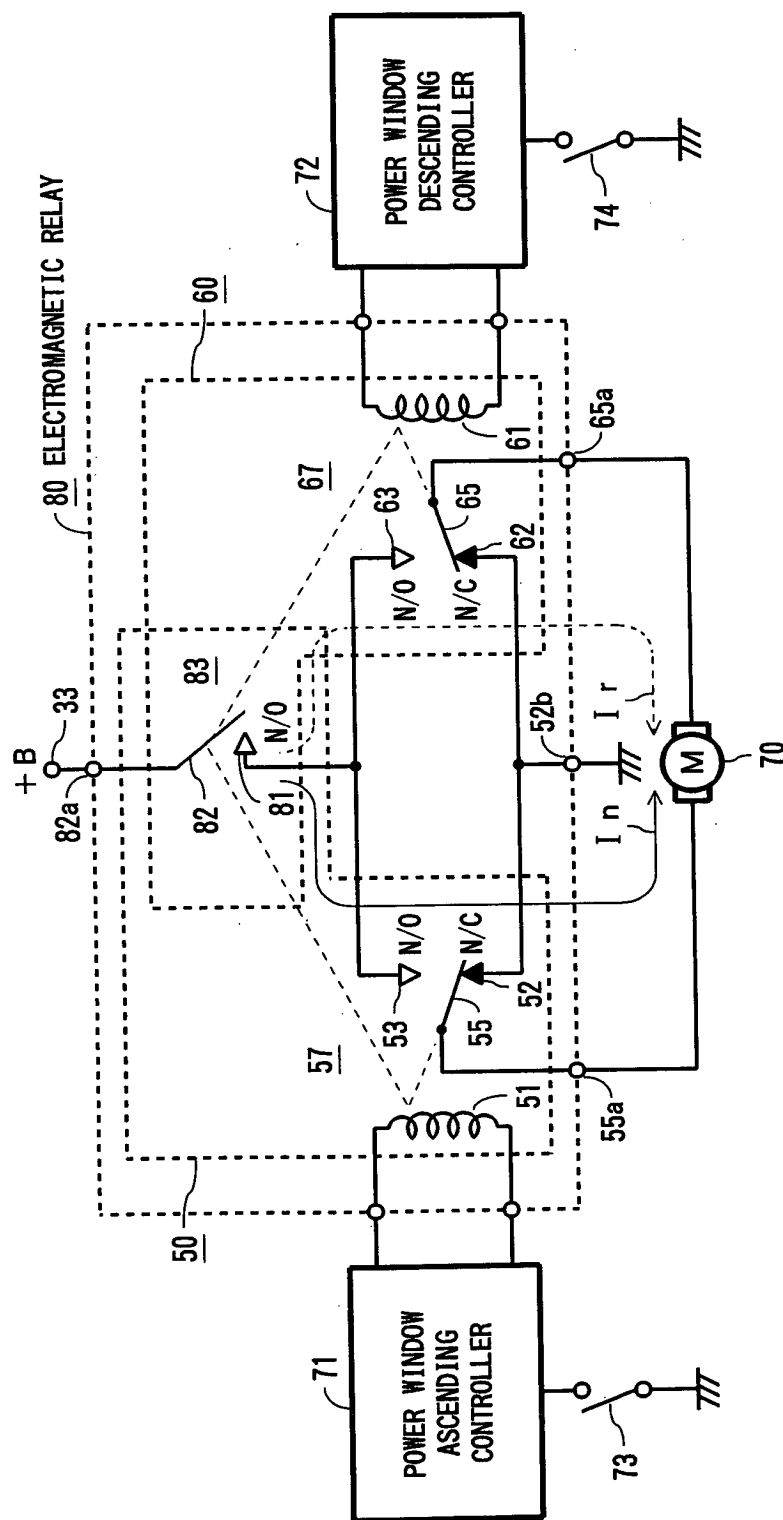 80 ELECTROMAGNETIC RELAY
+B
33
82a
82
83
81
N/O
60
67
63
N/O
65
N/C
62
61
65a
72
POWER WINDOW
DESCENDING
CONTROLLER
74
50
57
53
N/O
N/C
55
52
51
55a
52b
In
Ir
M
70
71
POWER WINDOW
ASCENDING
CONTROLLER
73